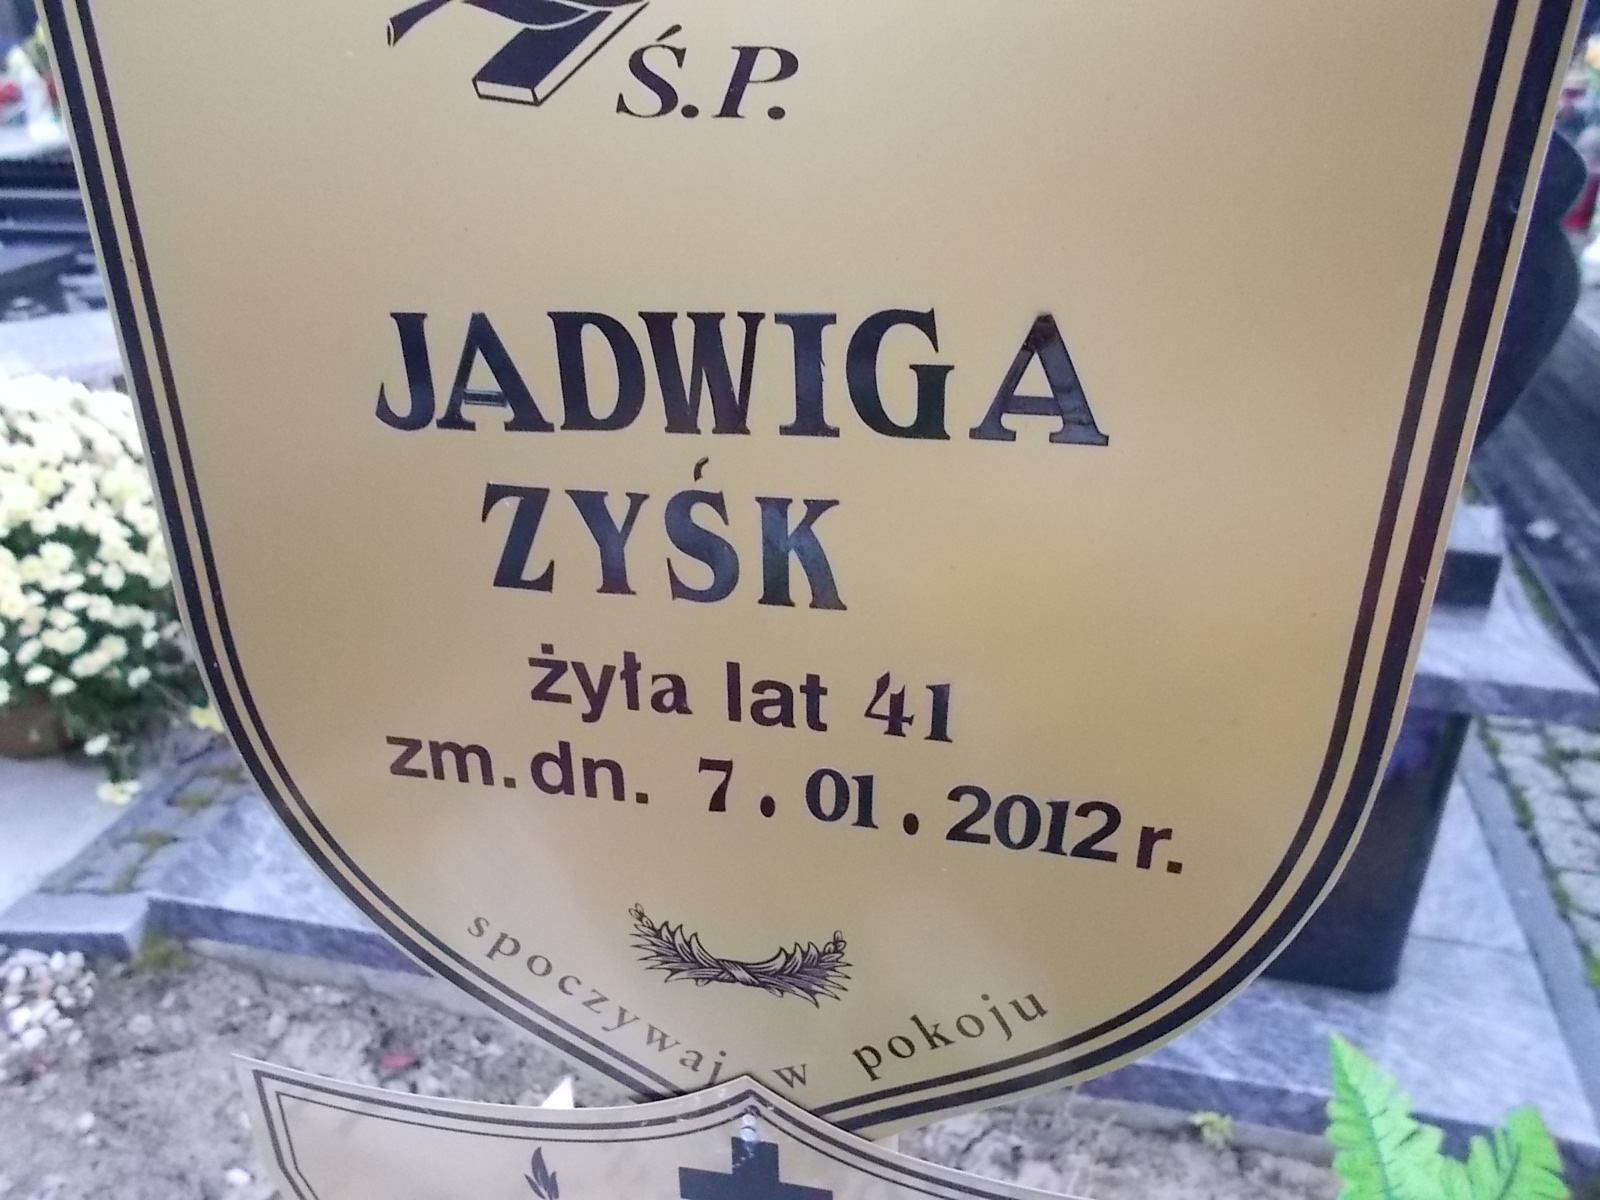 Ś.P.
JADWIGA
ZYŚK
żyła lat 41
zm. dn. 7. 01. 2012 r.
spoczywaj w pokoju